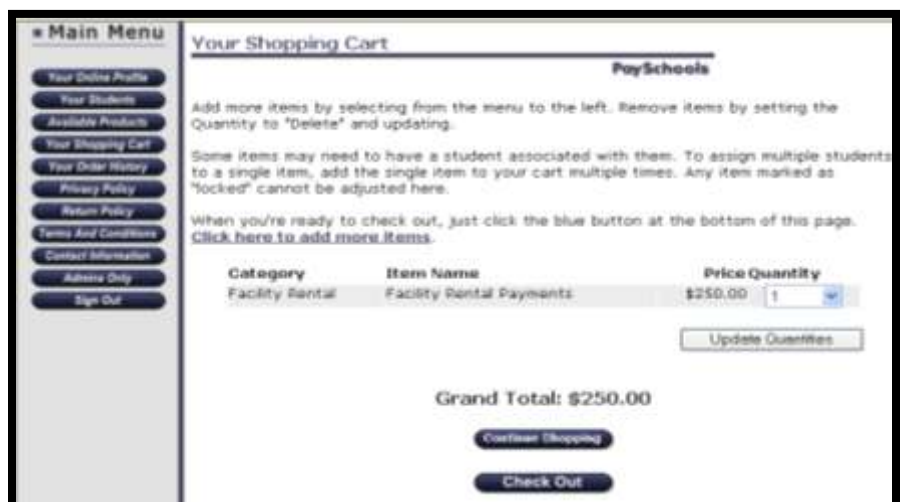 Main Menu
Your Online Profile
Your Students
Available Products
Your Shopping Cart
Your Order History
Privacy Policy
Return Policy
Terms And Conditions
Contact Information
Admins Only
Sign Out
Your Shopping Cart
PaySchools
Add more items by selecting from the menu to the left. Remove items by setting the
Quantity to "Delete" and updating.
Some items may need to have a student associated with them. To assign multiple students
to a single item, add the single item to your cart multiple times. Any item marked as
"locked" cannot be adjusted here.
When you're ready to check out, just click the blue button at the bottom of this page.
Click here to add more items.
Category Item Name Price Quantity
Facility Rental Facility Rental Payments $250.00 1
Update Quantities
Grand Total: $250.00
Continue Shopping
Check Out